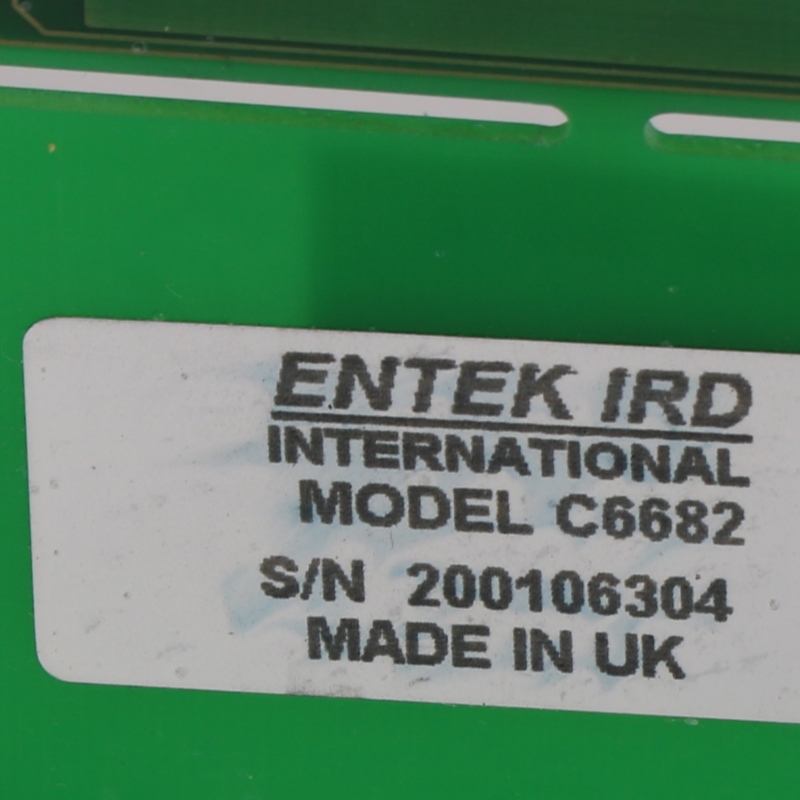 ENTEK IRD
INTERNATIONAL
MODEL C6682
S/N 200106304
MADE IN UK